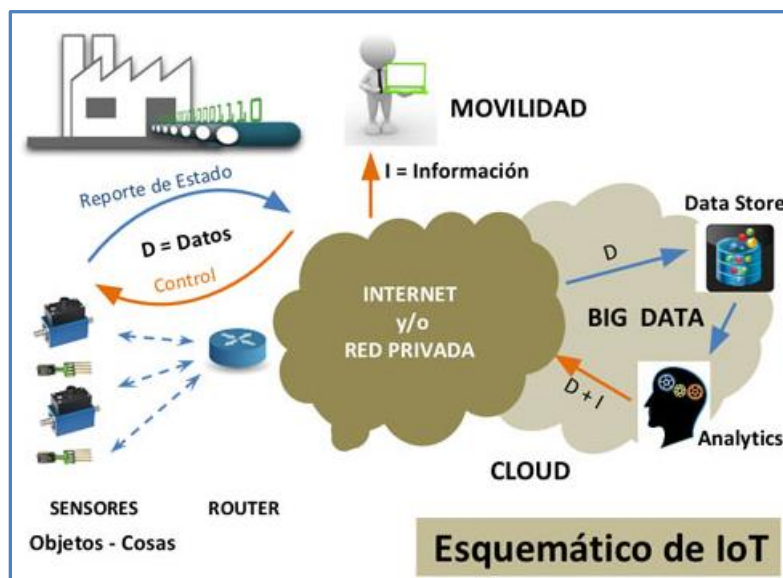 MOVILIDAD
Reporte de Estado
I = Información
D = Datos
Control
Data Store
D
INTERNET
y/o
RED PRIVADA
BIG DATA
D + I
Analytics
CLOUD
SENSORES
ROUTER
Objetos - Cosas
Esquemático de IoT